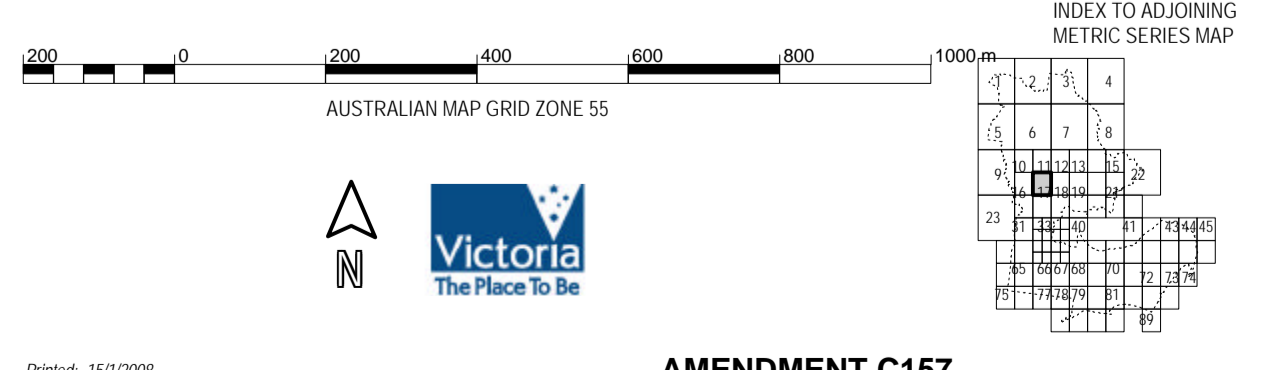 INDEX TO ADJOINING
METRIC SERIES MAP
200 0 200 400 600 800 1000 m
AUSTRALIAN MAP GRID ZONE 55
1 2 3 4
5 6 7 8
10 11 12 13 15
9 22
16 17 18 19 21
23
31 33 40 41 43 44 45
65 66 67 68 70
72 73 74
75 77 78 79 81
89
N
Victoria
The Place To Be
Printed: 15/1/2008
AMENDMENT C157